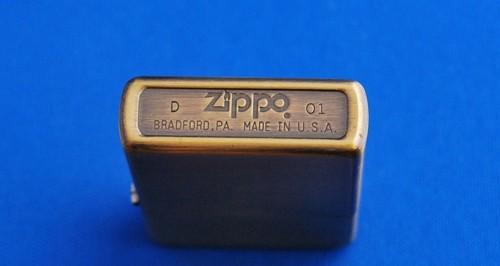 D Zippo 01
BRADFORD,PA. MADE IN U.S.A.